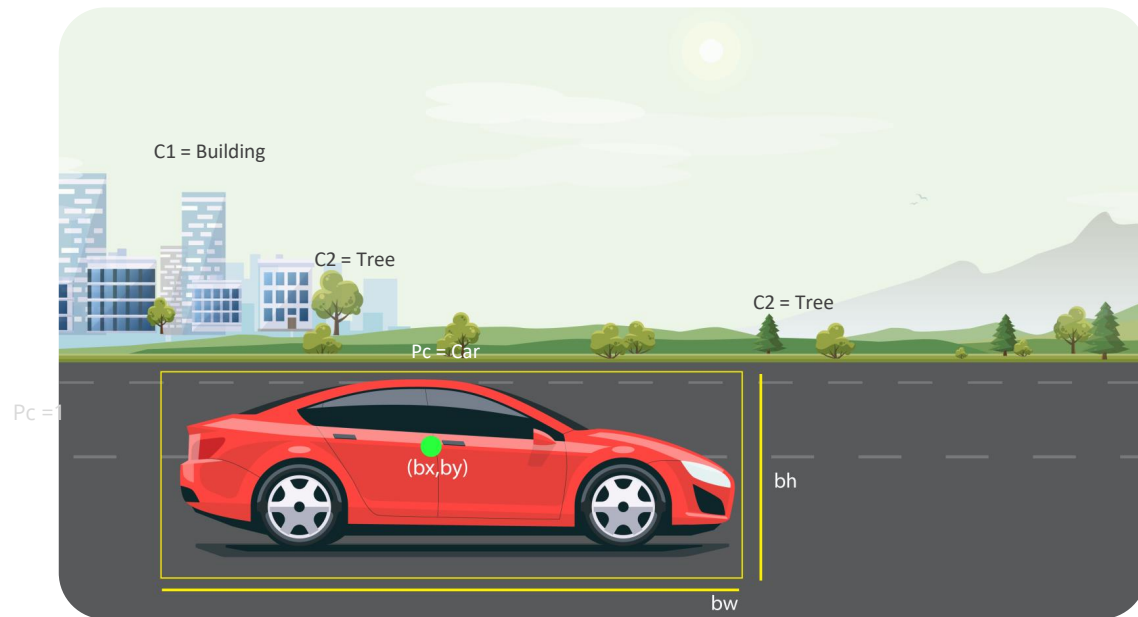 C1 = Building
C2 = Tree
C2 = Tree
Pc = Car
Pc =1
(bx,by)
bh
bw